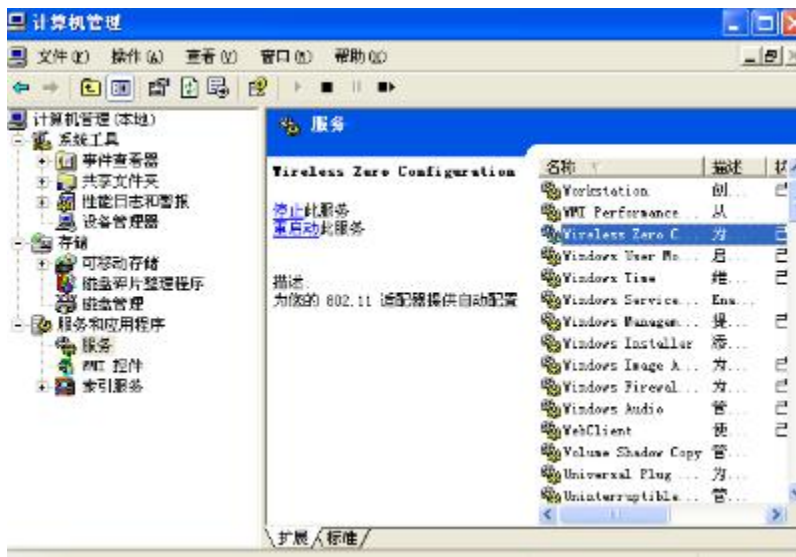 计算机管理
文件(F) 操作(A) 查看(V) 窗口(W) 帮助(H)
计算机管理(本地)
系统工具
事件查看器
共享文件夹
性能日志和警报
设备管理器
存储
可移动存储
磁盘碎片整理程序
磁盘管理
服务和应用程序
服务
WMI 控件
索引服务
服务
Wireless Zero Configuration
停止此服务
重启动此服务
描述:
为您的 802.11 适配器提供自动配置
名称 描述
Workstation 创...
WMI Performance... 从...
Wireless Zero C... 为...
Windows User Mo... 启...
Windows Time 维...
Windows Service... Ena...
Windows Managem... 提...
Windows Installer 添...
Windows Image A... 为...
Windows Firewal... 为...
Windows Audio 管...
WebClient 使...
Volume Shadow Copy 管...
Universal Plug ... 为...
Uninterruptible... 管...
扩展 标准